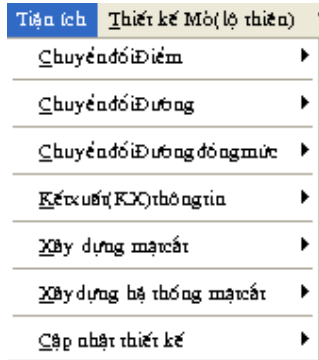 Tiện ích Thiết kế Mỏ(lộ thiên)
Chuyển đổi Điểm
Chuyển đổi Đường
Chuyển đổi Đường đồng mức
Kết xuất(KX)thông tin
Xây dựng mặt cắt
Xây dựng hệ thống mặt cắt
Cập nhật thiết kế